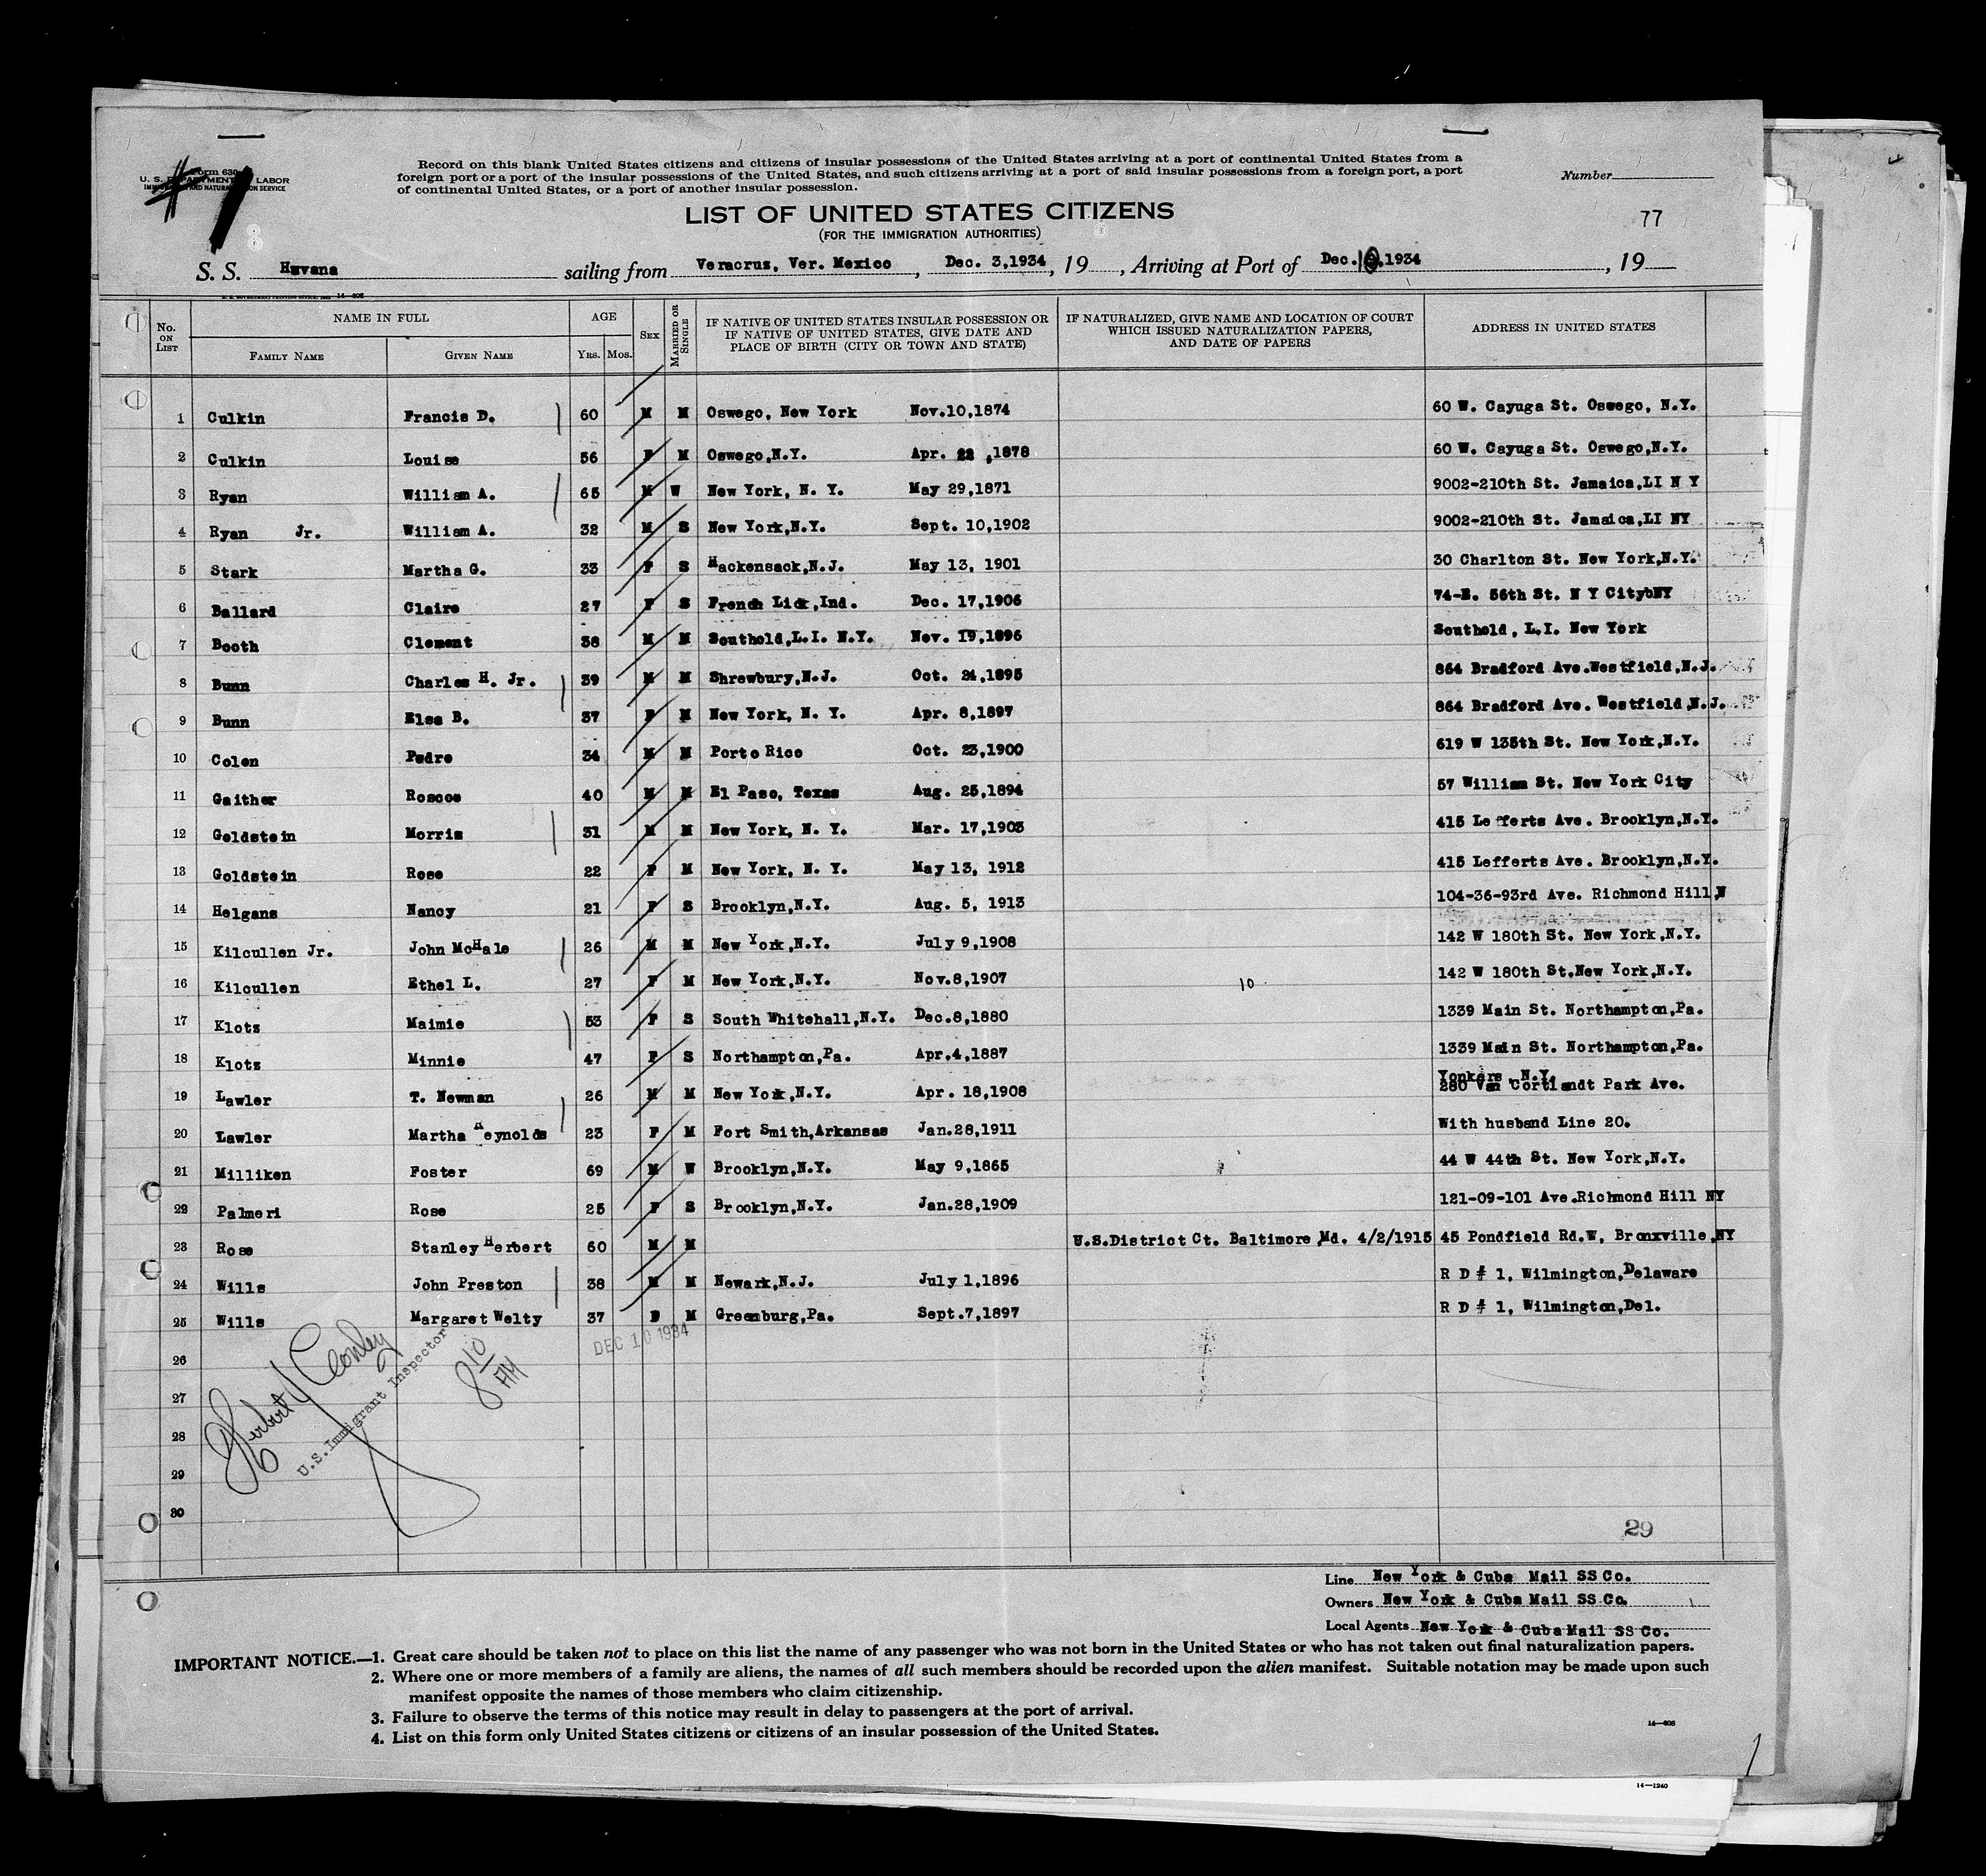 Form 630
U. S. DEPARTMENT OF LABOR
IMMIGRATION AND NATURALIZATION SERVICE
#1
Record on this blank United States citizens and citizens of insular possessions of the United States arriving at a port of continental United States from a
foreign port or a port of the insular possessions of the United States, and such citizens arriving at a port of said insular possessions from a foreign port, a port
of continental United States, or a port of another insular possession.
Number
LIST OF UNITED STATES CITIZENS
(FOR THE IMMIGRATION AUTHORITIES)
77
S. S. Havana sailing from Veracruz, Ver. Mexico, Dec. 3,1934, 19 , Arriving at Port of Dec.10,1934, 19
No. ON LIST NAME IN FULL AGE SEX MARRIED OR SINGLE IF NATIVE OF UNITED STATES INSULAR POSSESSION OR IF NATIVE OF UNITED STATES, GIVE DATE AND PLACE OF BIRTH (CITY OR TOWN AND STATE) IF NATURALIZED, GIVE NAME AND LOCATION OF COURT WHICH ISSUED NATURALIZATION PAPERS, AND DATE OF PAPERS ADDRESS IN UNITED STATES
FAMILY NAME GIVEN NAME YRS. MOS.
1 Culkin Francis D. 60 M M Oswego, New York Nov.10,1874 60 W. Cayuga St. Oswego, N.Y.
2 Culkin Louise 56 F M Oswego,N.Y. Apr. 22 ,1878 60 W. Cayuga St. Oswego,N.Y.
3 Ryan William A. 65 M W New York, N. Y. May 29,1871 9002-210th St. Jamaica,LI N Y
4 Ryan Jr. William A. 32 M S New York,N.Y. Sept. 10,1902 9002-210th St. Jamaica,LI NY
5 Stark Martha G. 33 F S Hackensack,N.J. May 13, 1901 30 Charlton St. New York,N.Y.
6 Ballard Claire 27 F S French Lick,Ind. Dec. 17,1906 74-E. 56th St. N Y CitybNY
7 Booth Clement 38 M M Southold,L.I. N.Y. Nov. 19,1896 Southold, L.I. New York
8 Bunn Charles H. Jr. 39 M M Shrewbury,N.J. Oct. 24,1895 864 Bradford Ave.Westfield,N.J.
9 Bunn Elsa B. 37 F M New York, N. Y. Apr. 8,1897 864 Bradford Ave. Westfield,N.J.
10 Colon Pedro 34 M M Porto Rico Oct. 23,1900 619 W 135th St. New York,N.Y.
11 Gaither Roscoe 40 M M El Paso, Texas Aug. 25,1894 57 William St. New York City
12 Goldstein Morris 31 M M New York, N. Y. Mar. 17,1903 415 Lefferts Ave. Brooklyn,N.Y.
13 Goldstein Rose 22 F M New York, N. Y. May 13, 1912 415 Lefferts Ave. Brooklyn,N.Y.
14 Helgans Nancy 21 F S Brooklyn,N.Y. Aug. 5, 1913 104-36-93rd Ave. Richmond Hill,N
15 Kilcullen Jr. John McHale 26 M M New York,N.Y. July 9,1908 142 W 180th St. New York,N.Y.
16 Kilcullen Ethel L. 27 F M New York,N.Y. Nov.8,1907 10 142 W 180th St.New York,N.Y.
17 Klotz Maimie 53 F S South Whitehall,N.Y. Dec.8,1880 1339 Main St. Northampton,Pa.
18 Klotz Minnie 47 F S Northampton,Pa. Apr.4,1887 1339 Main St. Northampton,Pa.
Yonkers, N.Y.
19 Lawler T. Newman 26 M M New York,N.Y. Apr. 18,1908 280 Van Cortlandt Park Ave.
20 Lawler Martha Reynolds 23 F M Fort Smith,Arkansas Jan.28,1911 With husband Line 20.
21 Milliken Foster 69 M W Brooklyn,N.Y. May 9,1865 44 W 44th St. New York,N.Y.
22 Palmeri Rose 25 F S Brooklyn,N.Y. Jan.28,1909 121-09-101 Ave.Richmond Hill NY
23 Rose Stanley Herbert 60 M M U.S.District Ct. Baltimore,Md. 4/2/1915 45 Pondfield Rd.W, Bronxville,NY
24 Wills John Preston 38 M M Newark,N.J. July 1,1896 R D # 1, Wilmington,Delaware
25 Wills Margaret Welty 37 F M Greenburg,Pa. Sept.7,1897 R D # 1, Wilmington,Del.
DEC 10 1934
26
27
28
29
30
Herbert J Conley
U.S. Immigrant Inspector
8 10 AM
29
Line New York & Cuba Mail SS Co.
Owners New York & Cuba Mail SS Co.
Local Agents New York & Cuba Mail SS Co.
IMPORTANT NOTICE.—1. Great care should be taken not to place on this list the name of any passenger who was not born in the United States or who has not taken out final naturalization papers.
2. Where one or more members of a family are aliens, the names of all such members should be recorded upon the alien manifest. Suitable notation may be made upon such
manifest opposite the names of those members who claim citizenship.
3. Failure to observe the terms of this notice may result in delay to passengers at the port of arrival.
4. List on this form only United States citizens or citizens of an insular possession of the United States.
14—608
14—1240